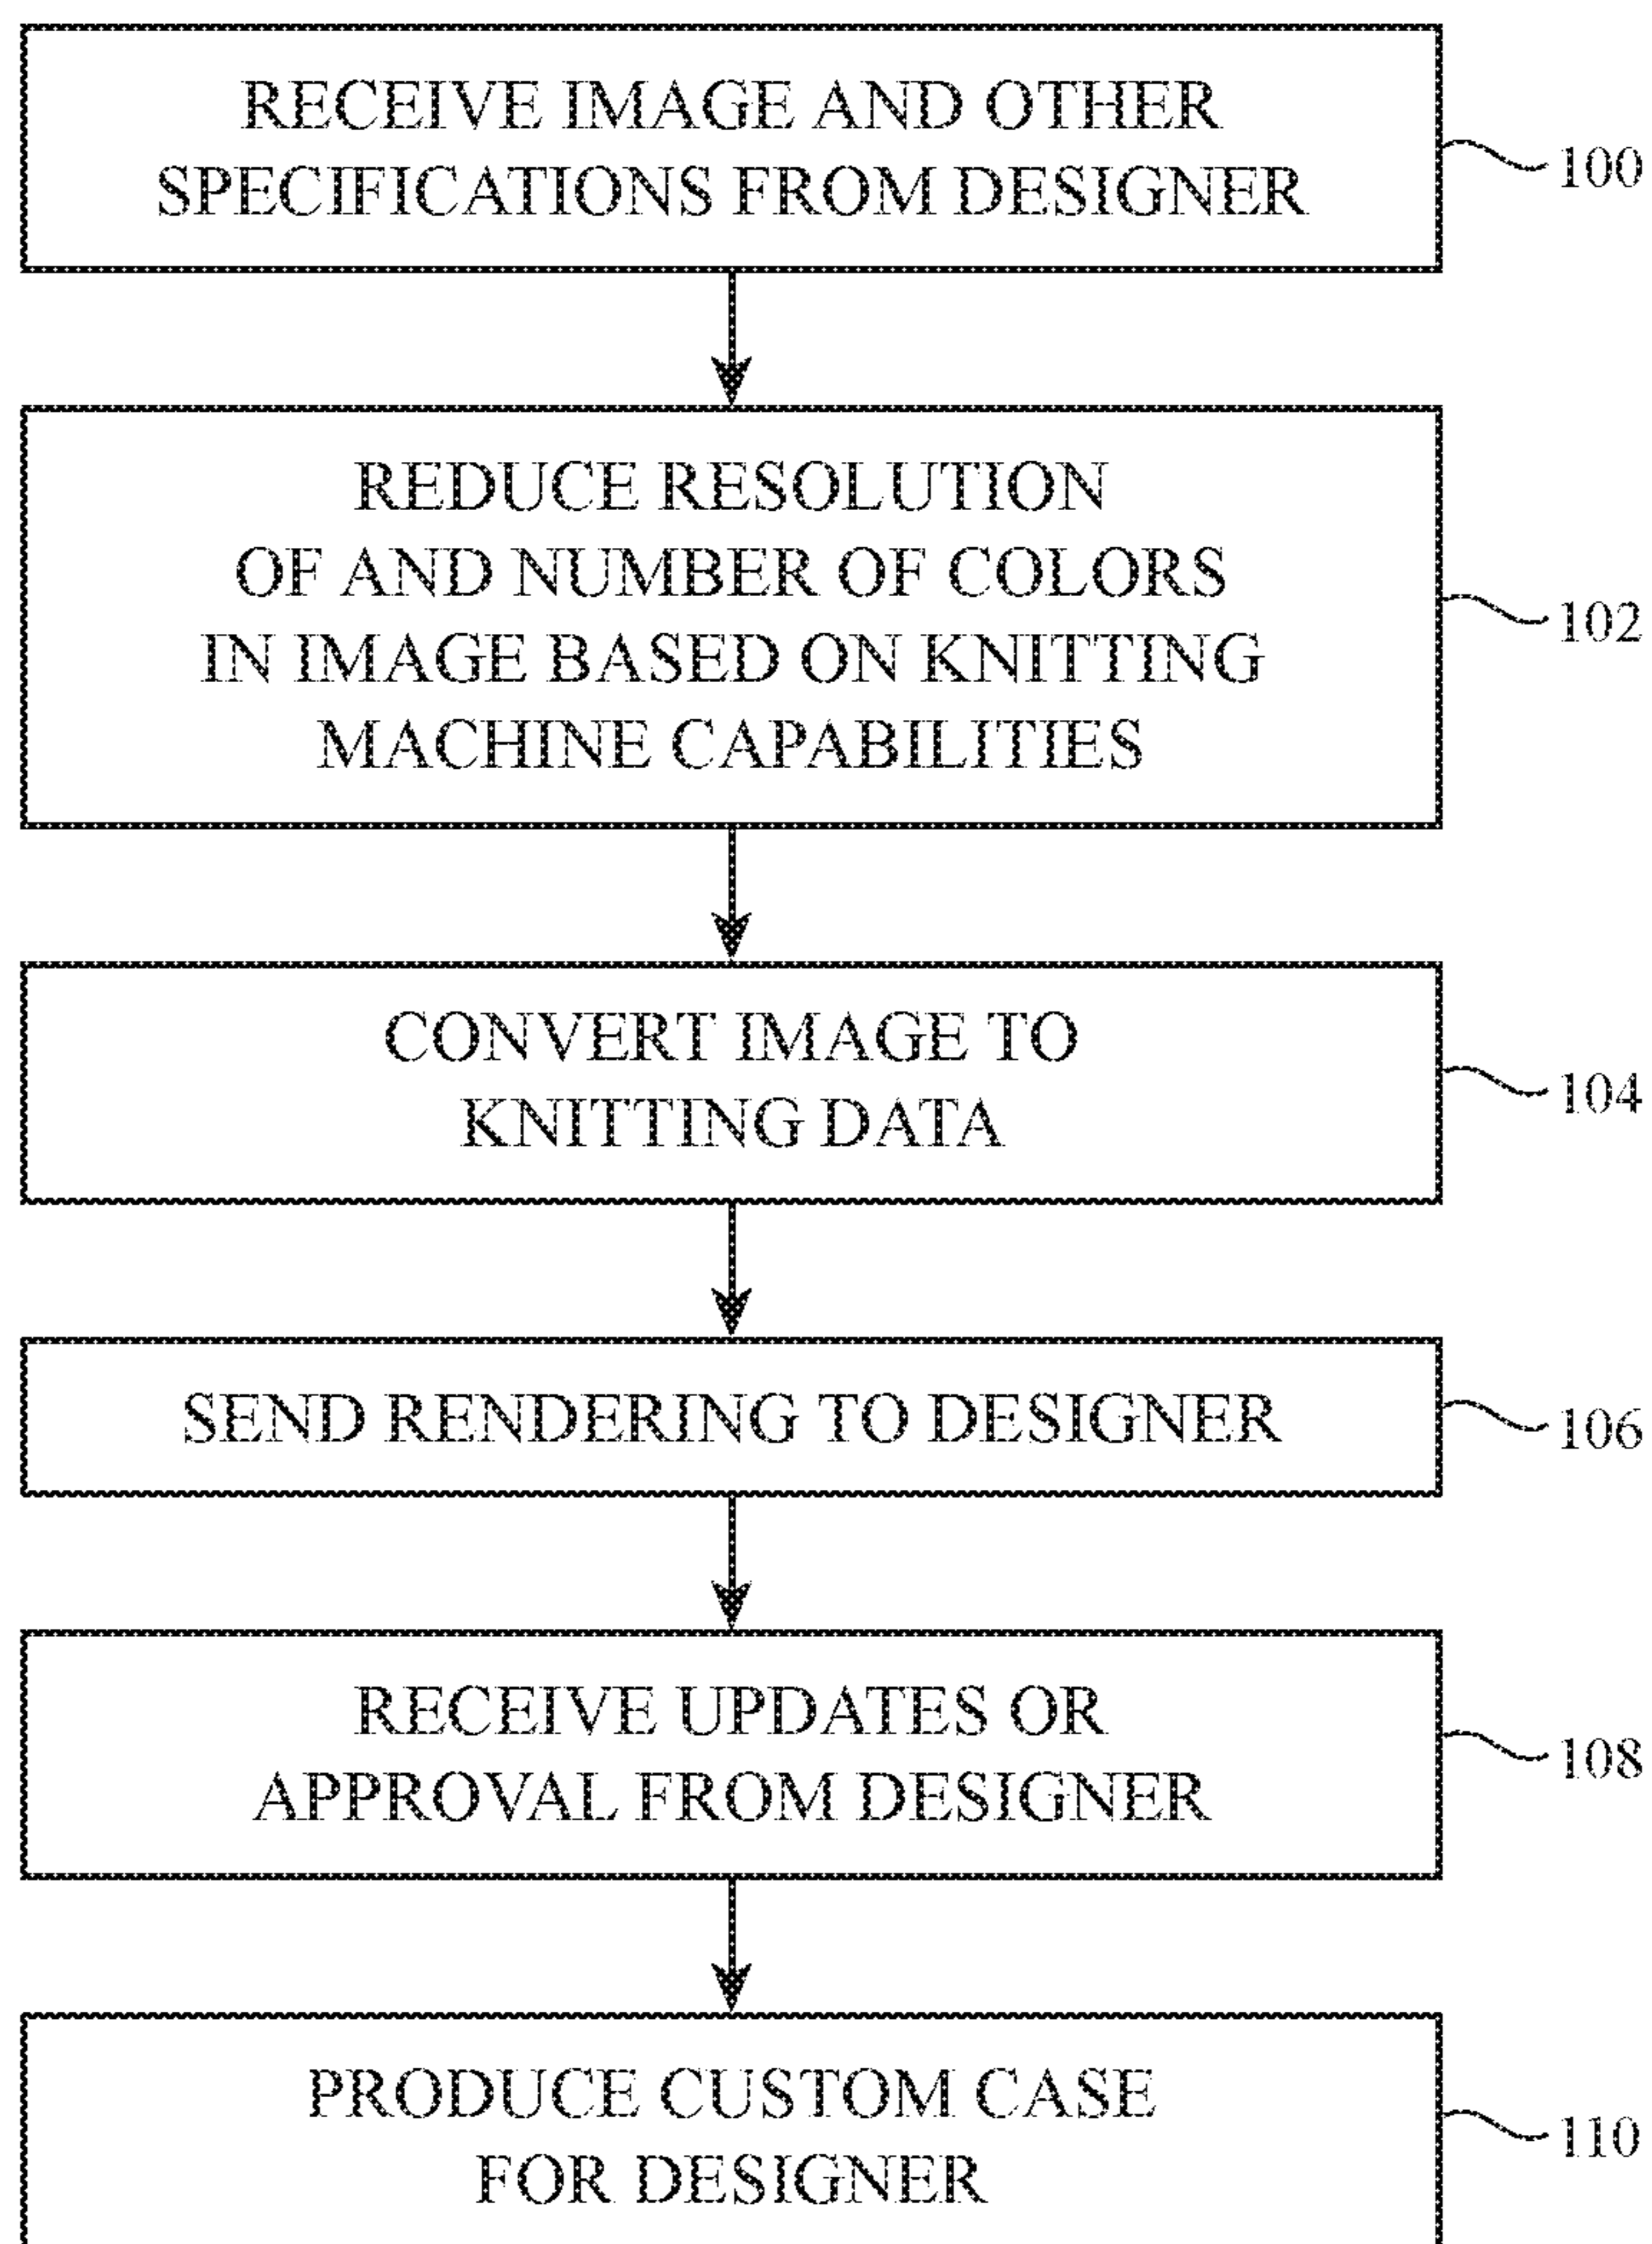 RECEIVE IMAGE AND OTHER
SPECIFICATIONS FROM DESIGNER
100
REDUCE RESOLUTION
OF AND NUMBER OF COLORS
IN IMAGE BASED ON KNITTING
MACHINE CAPABILITIES
102
CONVERT IMAGE TO
KNITTING DATA
104
SEND RENDERING TO DESIGNER
106
RECEIVE UPDATES OR
APPROVAL FROM DESIGNER
108
PRODUCE CUSTOM CASE
FOR DESIGNER
110